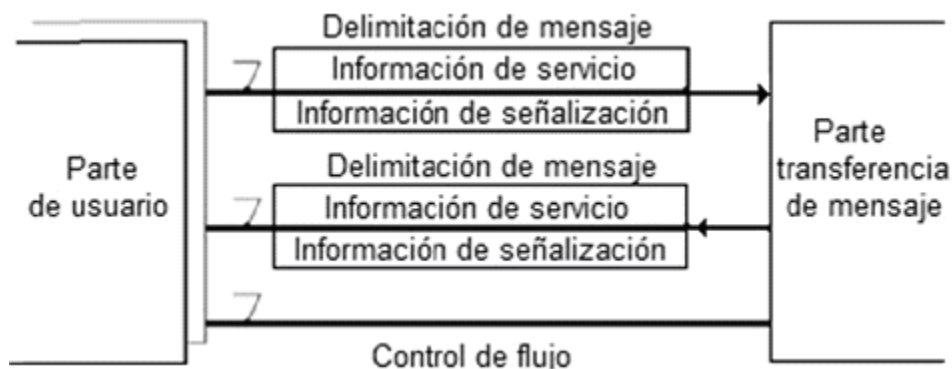 Delimitación de mensaje
Información de servicio
Información de señalización
Parte
de usuario
Delimitación de mensaje
Información de servicio
Información de señalización
Parte
transferencia
de mensaje
Control de flujo